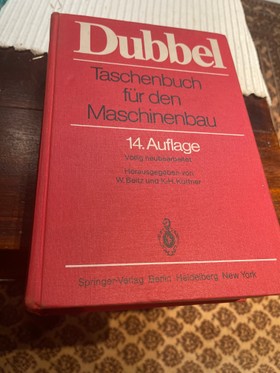 Dubbel
Taschenbuch
für den
Maschinenbau
14. Auflage
Völlig neubearbeitet
Herausgegeben von
W. Beitz und K.-H. Küttner
Springer-Verlag Berlin Heidelberg New York